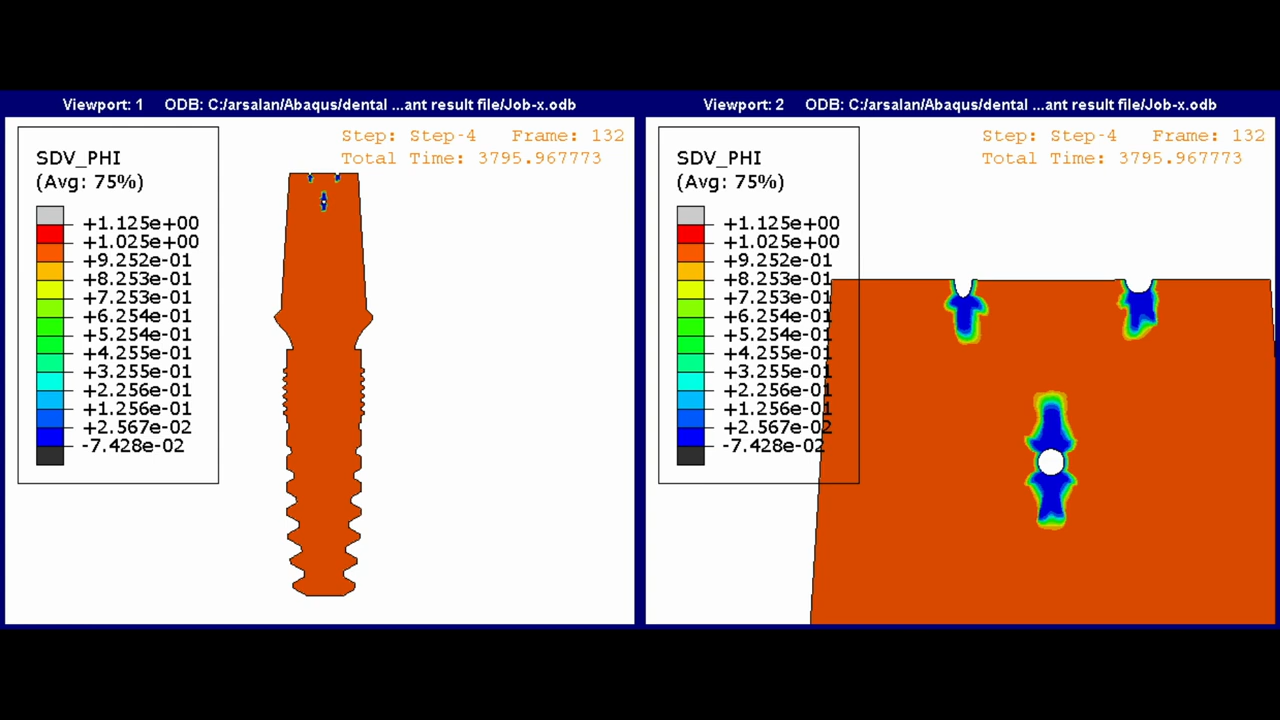 Viewport: 1 ODB: C:/arsalan/Abaqus/dental ...ant result file/Job-x.odb
Step: Step-4 Frame: 132
Total Time: 3795.967773
SDV_PHI
(Avg: 75%)
+1.125e+00
+1.025e+00
+9.252e-01
+8.253e-01
+7.253e-01
+6.254e-01
+5.254e-01
+4.255e-01
+3.255e-01
+2.256e-01
+1.256e-01
+2.567e-02
-7.428e-02
Viewport: 2 ODB: C:/arsalan/Abaqus/dental ...ant result file/Job-x.odb
Step: Step-4 Frame: 132
Total Time: 3795.967773
SDV_PHI
(Avg: 75%)
+1.125e+00
+1.025e+00
+9.252e-01
+8.253e-01
+7.253e-01
+6.254e-01
+5.254e-01
+4.255e-01
+3.255e-01
+2.256e-01
+1.256e-01
+2.567e-02
-7.428e-02